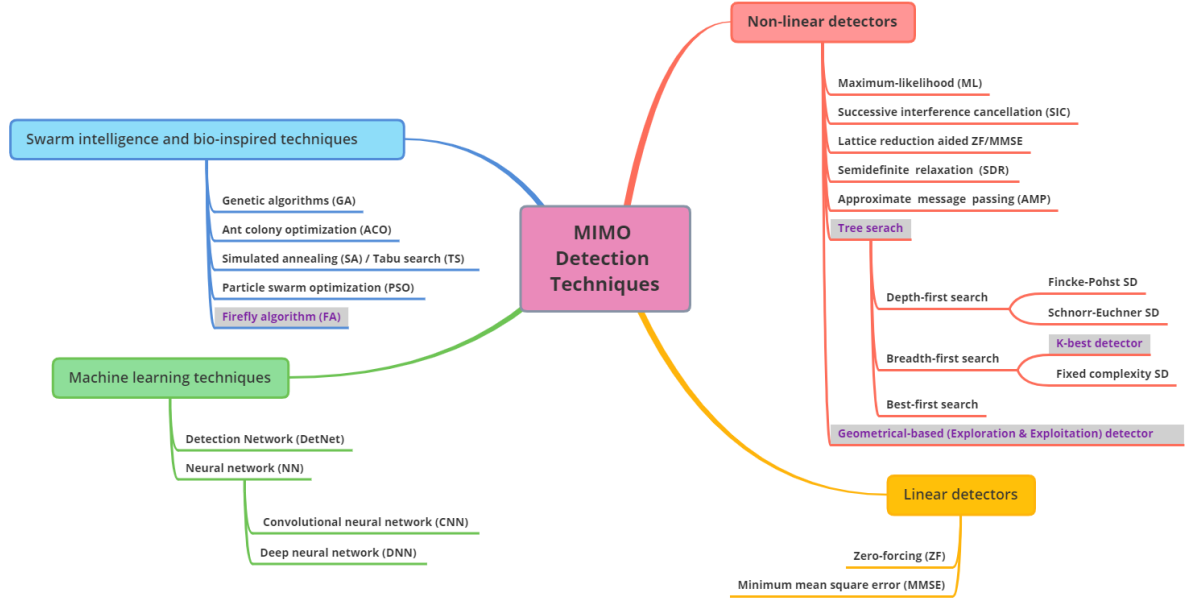 Non-linear detectors
Maximum-likelihood (ML)
Successive interference cancellation (SIC)
Lattice reduction aided ZF/MMSE
Semidefinite relaxation (SDR)
Approximate message passing (AMP)
Tree serach
Depth-first search
Fincke-Pohst SD
Schnorr-Euchner SD
Breadth-first search
K-best detector
Fixed complexity SD
Best-first search
Geometrical-based (Exploration & Exploitation) detector
Swarm intelligence and bio-inspired techniques
Genetic algorithms (GA)
Ant colony optimization (ACO)
Simulated annealing (SA) / Tabu search (TS)
Particle swarm optimization (PSO)
Firefly algorithm (FA)
MIMO
Detection
Techniques
Machine learning techniques
Detection Network (DetNet)
Neural network (NN)
Convolutional neural network (CNN)
Deep neural network (DNN)
Linear detectors
Zero-forcing (ZF)
Minimum mean square error (MMSE)